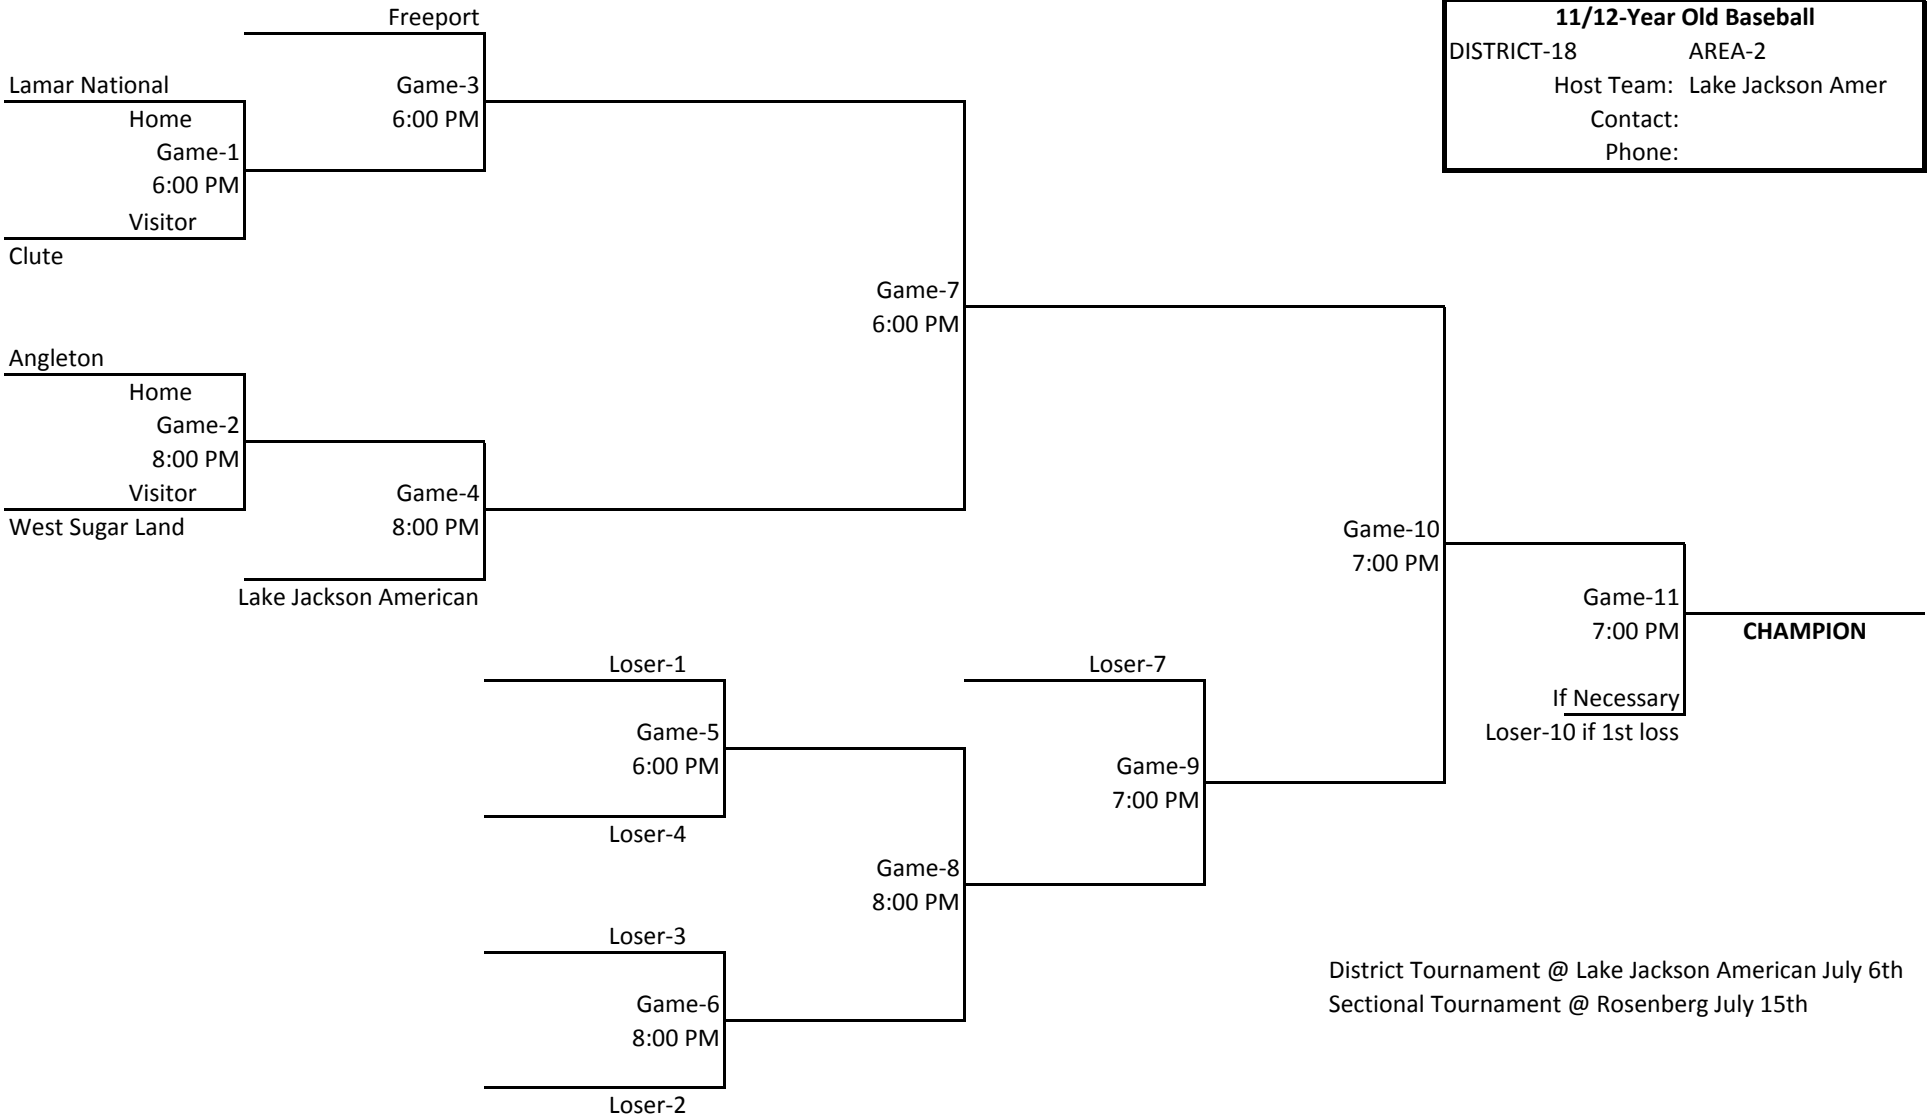 Freeport
11/12-Year Old Baseball
DISTRICT-18 AREA-2
Lamar National
Game-3
Host Team: Lake Jackson Amer
Home
6:00 PM
Contact:
Game-1
Phone:
6:00 PM
Visitor
Clute
Game-7
6:00 PM
Angleton
Home
Game-2
8:00 PM
Visitor
Game-4
West Sugar Land
8:00 PM
Game-10
7:00 PM
Lake Jackson American
Game-11
7:00 PM
CHAMPION
Loser-1
Loser-7
If Necessary
Game-5
Loser-10 if 1st loss
6:00 PM
Game-9
7:00 PM
Loser-4
Game-8
8:00 PM
Loser-3
District Tournament @ Lake Jackson American July 6th
Game-6
Sectional Tournament @ Rosenberg July 15th
8:00 PM
Loser-2